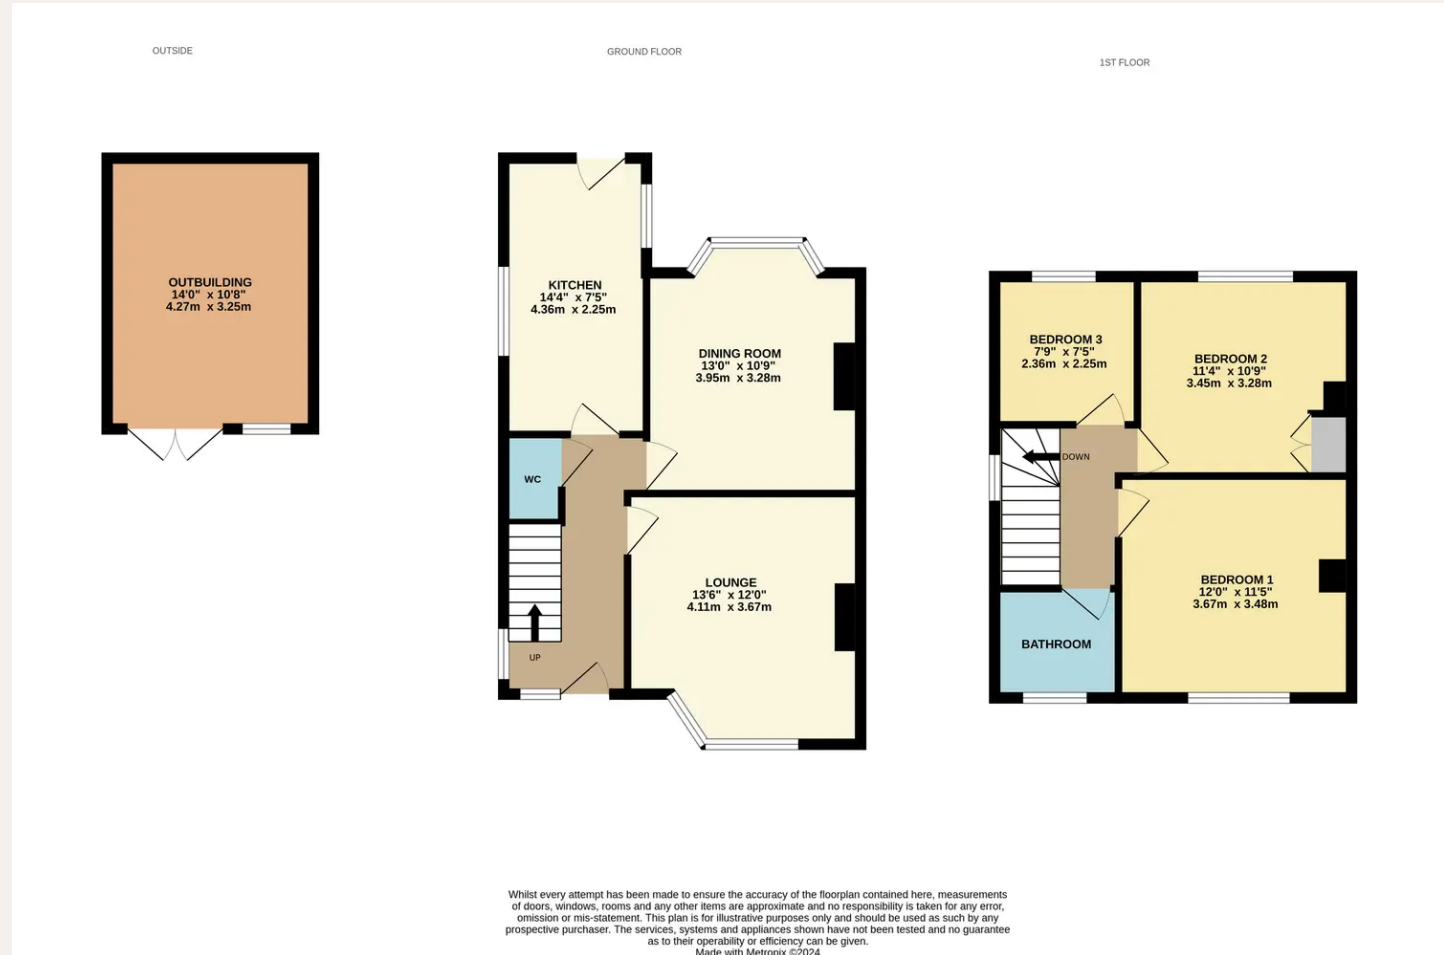 OUTSIDE
GROUND FLOOR
1ST FLOOR
OUTBUILDING
14'0" x 10'8"
4.27m x 3.25m
KITCHEN
14'4" x 7'5"
4.36m x 2.25m
DINING ROOM
13'0" x 10'9"
3.95m x 3.28m
WC
LOUNGE
13'6" x 12'0"
4.11m x 3.67m
UP
BEDROOM 3
7'9" x 7'5"
2.36m x 2.25m
BEDROOM 2
11'4" x 10'9"
3.45m x 3.28m
DOWN
BEDROOM 1
12'0" x 11'5"
3.67m x 3.48m
BATHROOM
Whilst every attempt has been made to ensure the accuracy of the floorplan contained here, measurements
of doors, windows, rooms and any other items are approximate and no responsibility is taken for any error,
omission or mis-statement. This plan is for illustrative purposes only and should be used as such by any
prospective purchaser. The services, systems and appliances shown have not been tested and no guarantee
as to their operability or efficiency can be given.
Made with Metropix ©2024